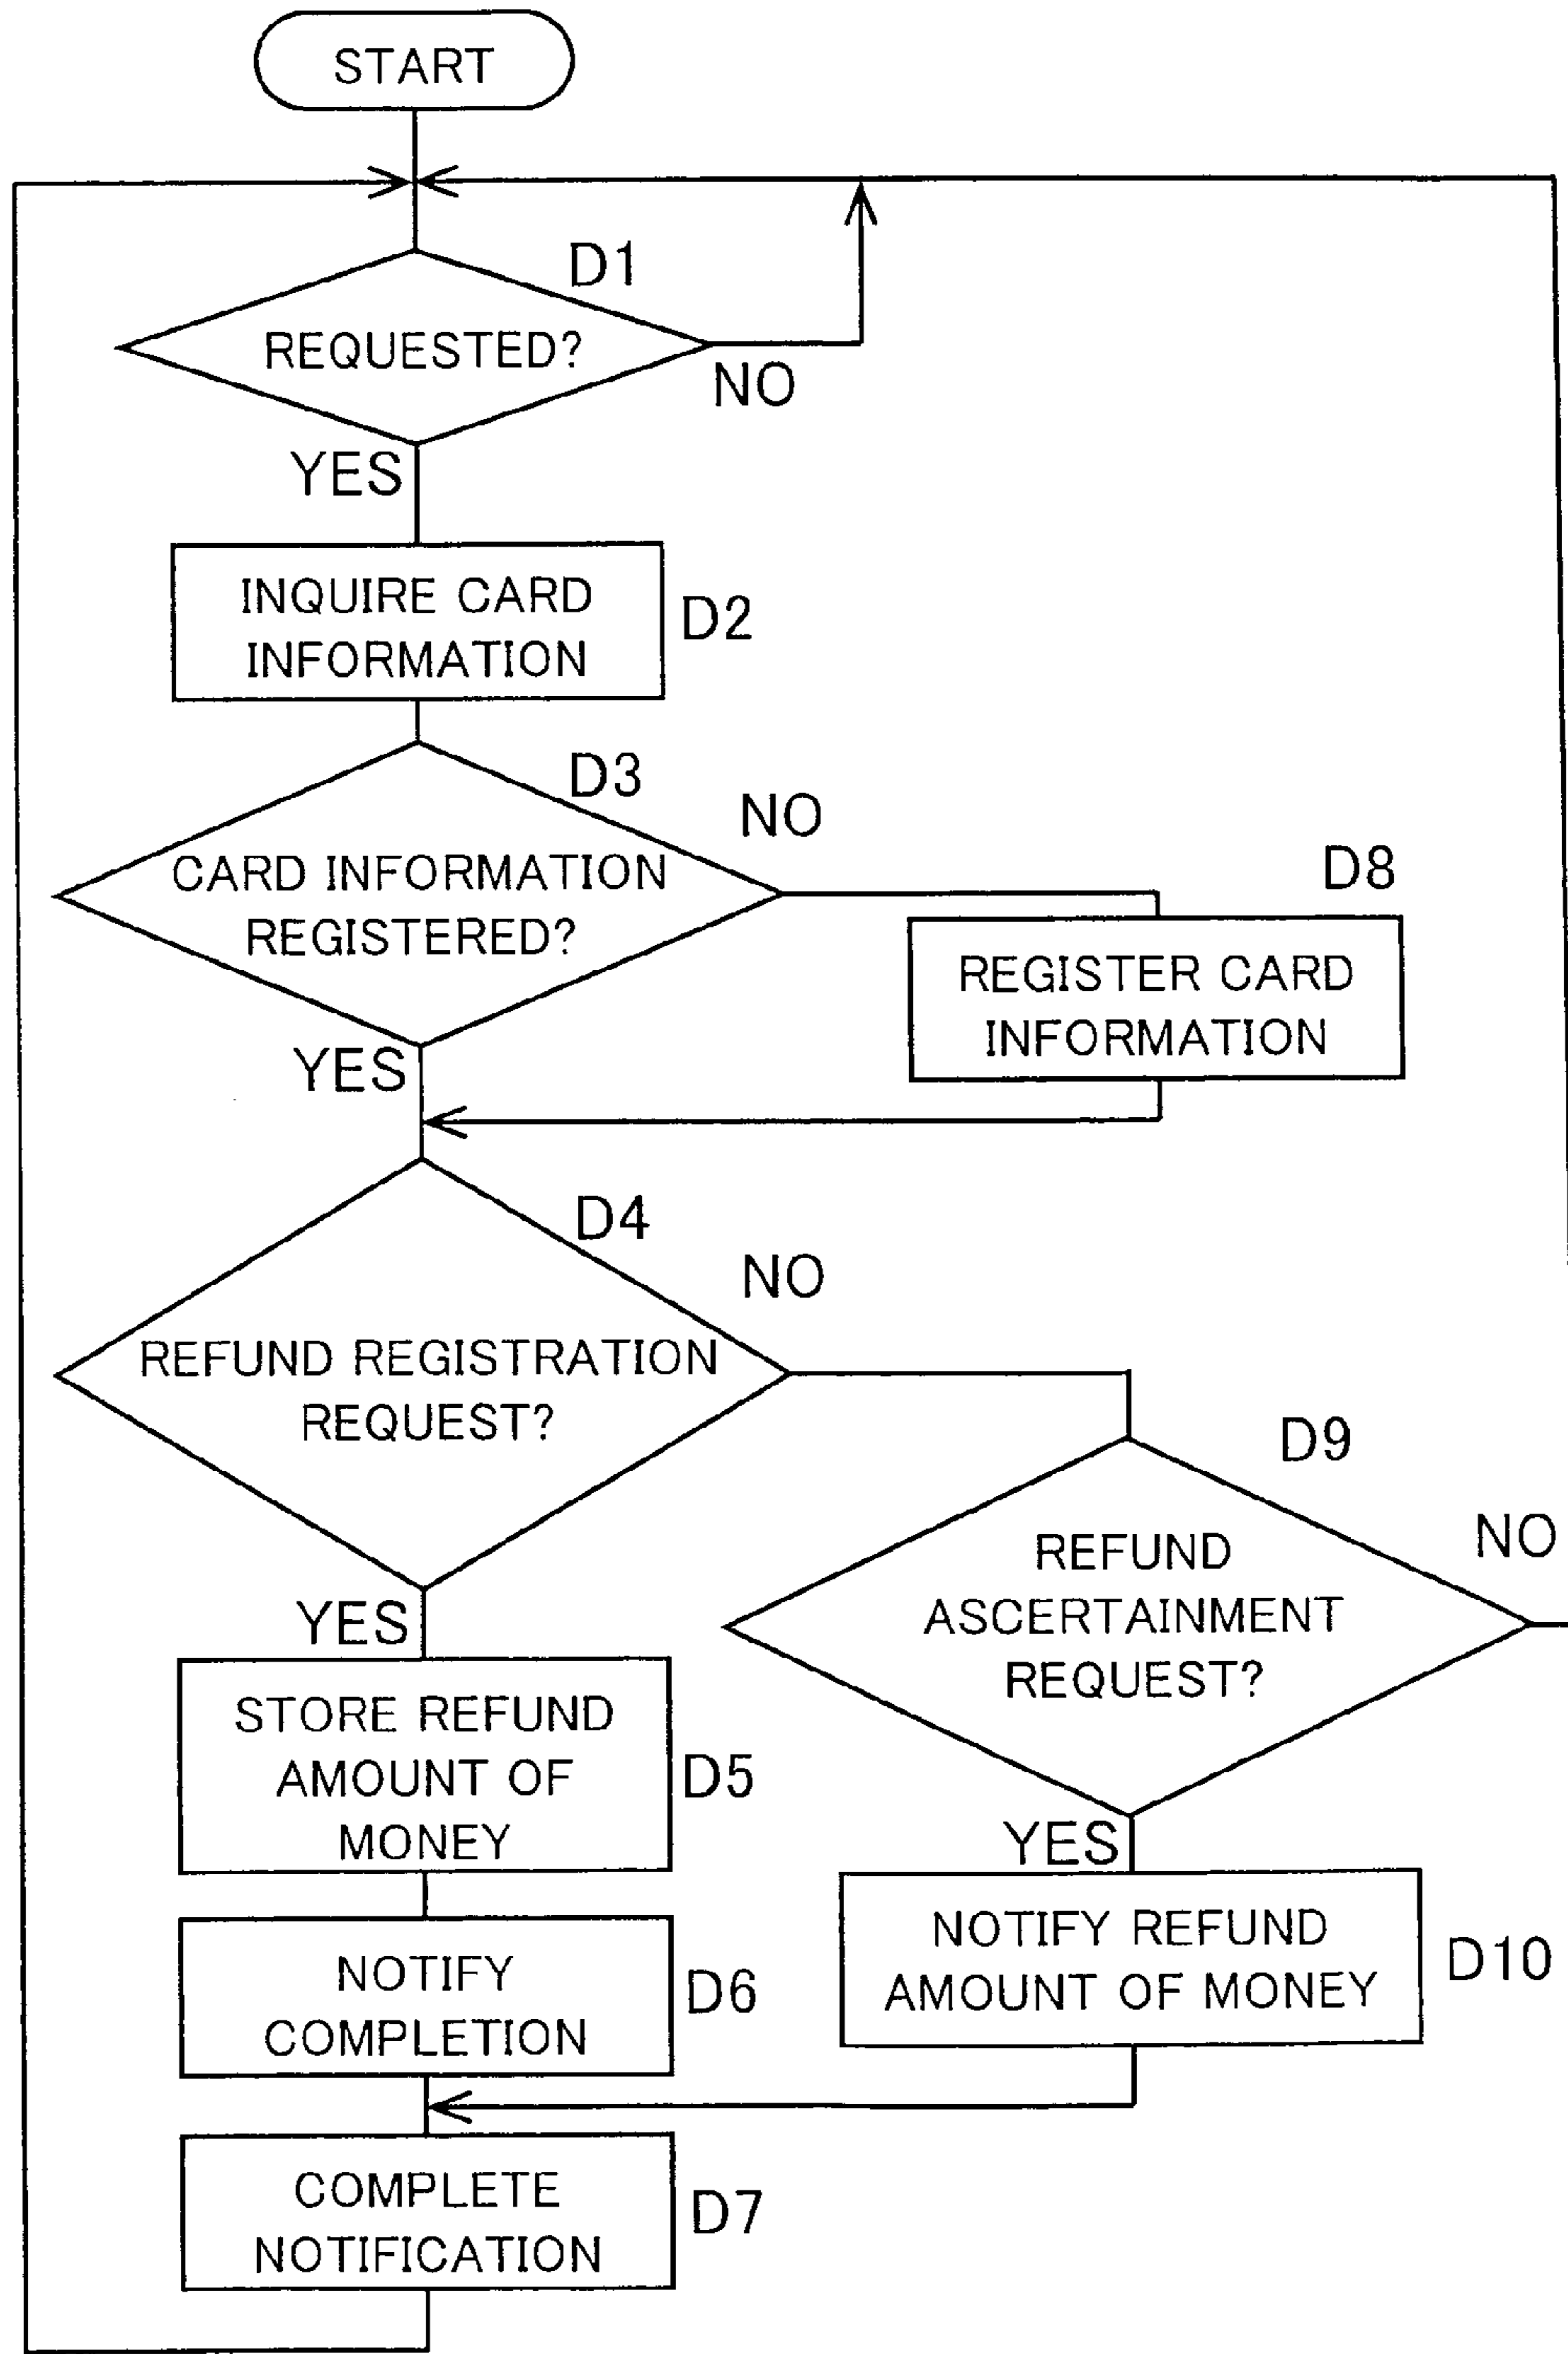 START
D1
REQUESTED?
NO
YES
INQUIRE CARD
INFORMATION
D2
D3
NO
CARD INFORMATION
REGISTERED?
YES
D8
REGISTER CARD
INFORMATION
D4
NO
REFUND REGISTRATION
REQUEST?
YES
D9
NO
REFUND
ASCERTAINMENT
REQUEST?
YES
STORE REFUND
AMOUNT OF
MONEY
D5
NOTIFY
COMPLETION
D6
NOTIFY REFUND
AMOUNT OF MONEY
D10
COMPLETE
NOTIFICATION
D7